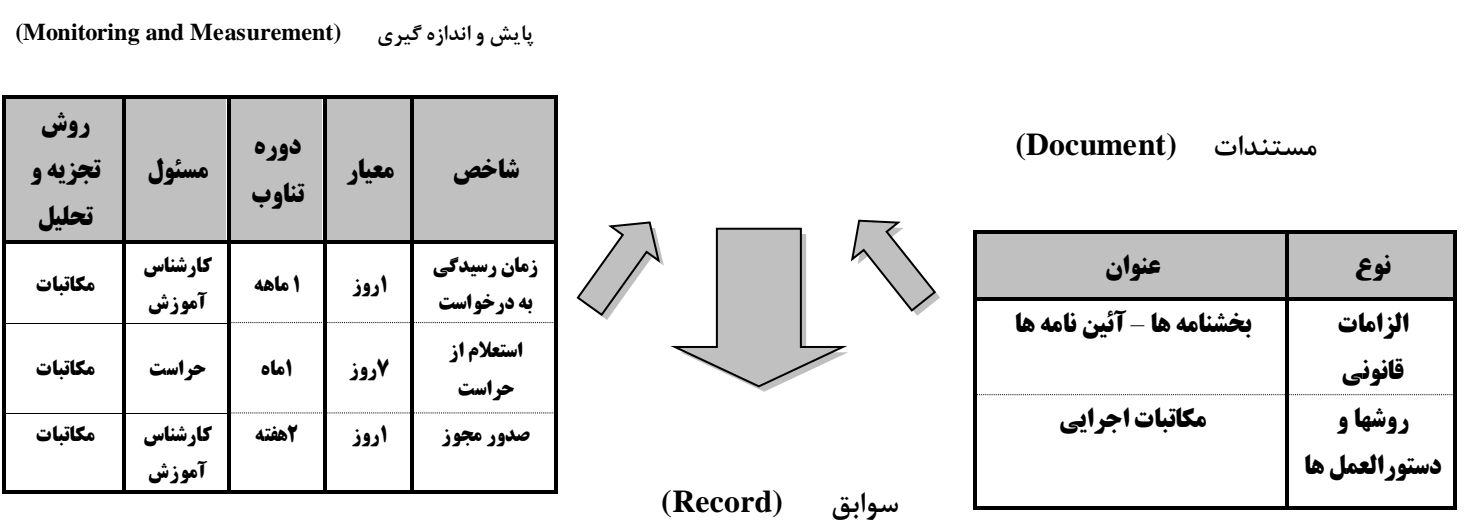 پایش و اندازه گیری (Monitoring and Measurement)
شاخص معیار دوره تناوب مسئول روش تجزیه و تحلیل
زمان رسیدگی به درخواست ۱روز ۱ ماهه کارشناس آموزش مکاتبات
استعلام از حراست ۷روز ۱ماه حراست مکاتبات
صدور مجوز ۱روز ۲هفته کارشناس آموزش مکاتبات
مستندات (Document)
نوع عنوان
الزامات قانونی بخشنامه ها – آئین نامه ها
روشها و دستورالعمل ها مکاتبات اجرایی
سوابق (Record)